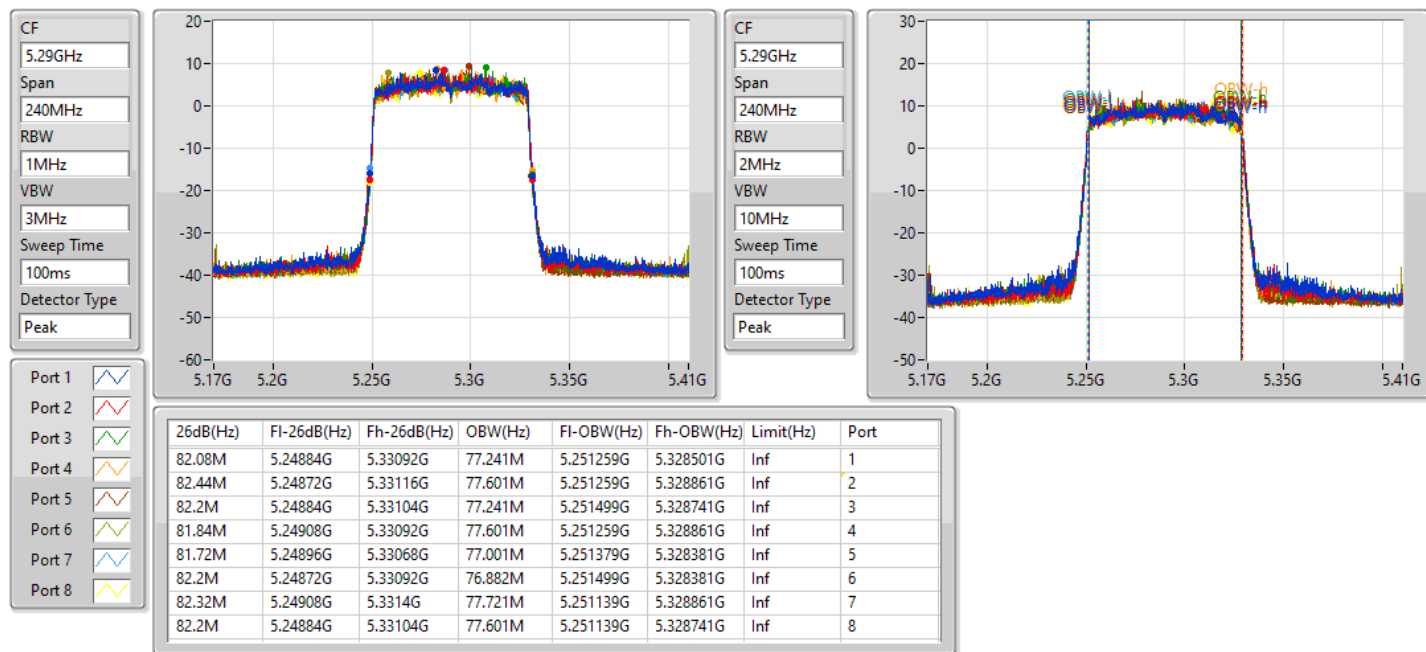 CF
5.29GHz
Span
240MHz
RBW
1MHz
VBW
3MHz
Sweep Time
100ms
Detector Type
Peak
20
10
0
-10
-20
-30
-40
-50
-60
5.17G 5.2G 5.25G 5.3G 5.35G 5.41G
CF
5.29GHz
Span
240MHz
RBW
2MHz
VBW
10MHz
Sweep Time
100ms
Detector Type
Peak
30
20
10
0
-10
-20
-30
-40
-50
5.17G 5.2G 5.25G 5.3G 5.35G 5.41G
OBW-h
OBW-h
Port 1
Port 2
Port 3
Port 4
Port 5
Port 6
Port 7
Port 8
26dB(Hz) Fl-26dB(Hz) Fh-26dB(Hz) OBW(Hz) Fl-OBW(Hz) Fh-OBW(Hz) Limit(Hz) Port
82.08M 5.24884G 5.33092G 77.241M 5.251259G 5.328501G Inf 1
82.44M 5.24872G 5.33116G 77.601M 5.251259G 5.328861G Inf 2
82.2M 5.24884G 5.33104G 77.241M 5.251499G 5.328741G Inf 3
81.84M 5.24908G 5.33092G 77.601M 5.251259G 5.328861G Inf 4
81.72M 5.24896G 5.33068G 77.001M 5.251379G 5.328381G Inf 5
82.2M 5.24872G 5.33092G 76.882M 5.251499G 5.328381G Inf 6
82.32M 5.24908G 5.3314G 77.721M 5.251139G 5.328861G Inf 7
82.2M 5.24884G 5.33104G 77.601M 5.251139G 5.328741G Inf 8